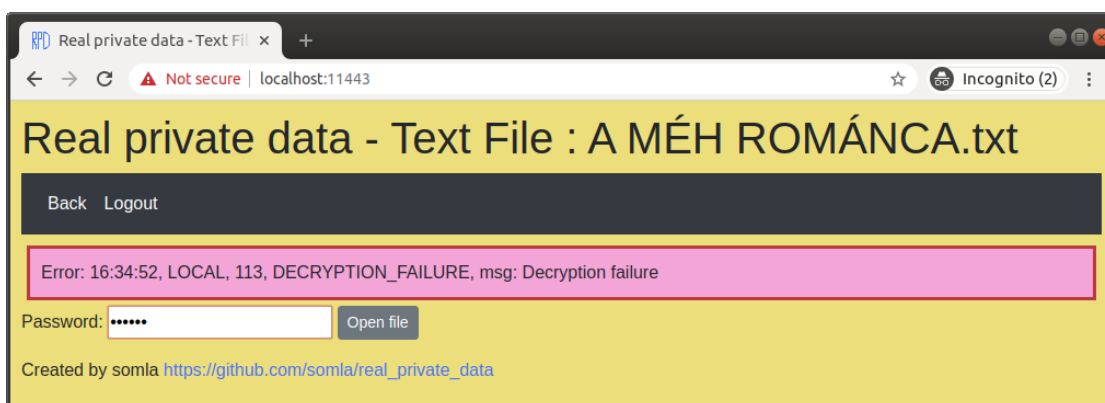 RPD Real private data - Text Fil
Not secure | localhost:11443 Incognito (2)
Real private data - Text File : A MÉH ROMÁNCA.txt
Back Logout
Error: 16:34:52, LOCAL, 113, DECRYPTION_FAILURE, msg: Decryption failure
Password: •••••• Open file
Created by somla https://github.com/somla/real_private_data